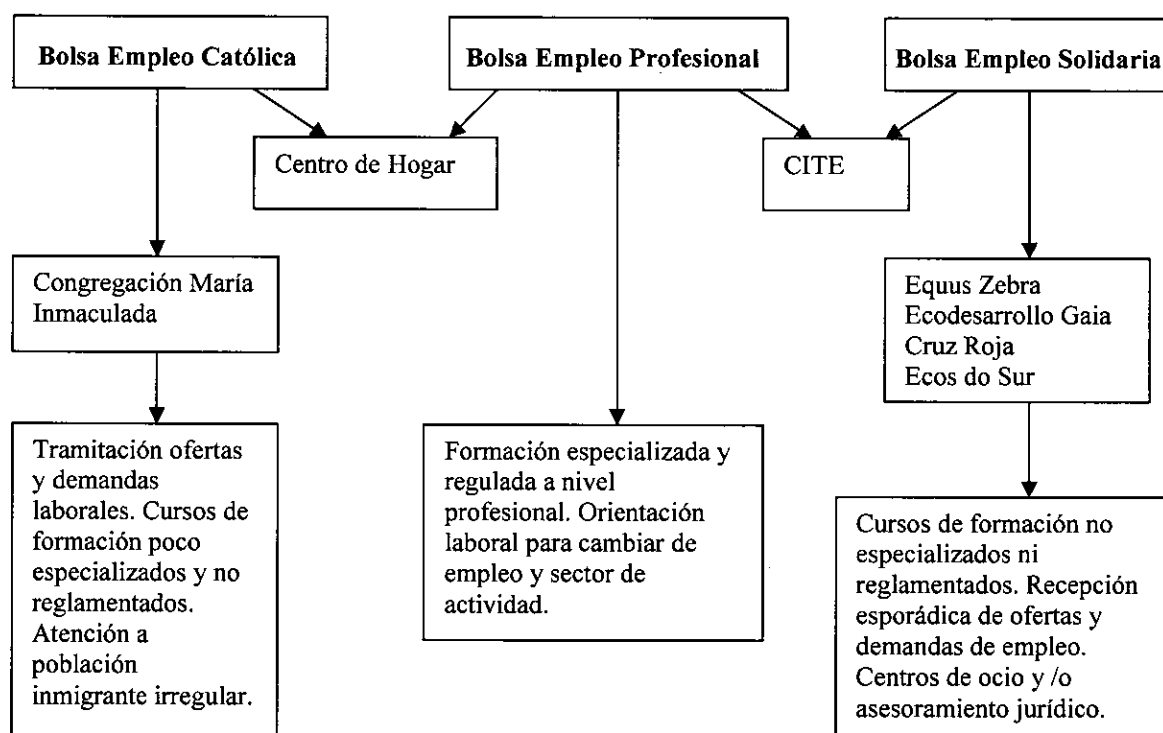 Bolsa Empleo Católica
Bolsa Empleo Profesional
Bolsa Empleo Solidaria
Centro de Hogar
CITE
Congregación María
Inmaculada
Equus Zebra
Ecodesarrollo Gaia
Cruz Roja
Ecos do Sur
Tramitación ofertas
y demandas
laborales. Cursos de
formación poco
especializados y no
reglamentados.
Atención a
población
inmigrante irregular.
Formación especializada y
regulada a nivel
profesional. Orientación
laboral para cambiar de
empleo y sector de
actividad.
Cursos de formación no
especializados ni
reglamentados. Recepción
esporádica de ofertas y
demandas de empleo.
Centros de ocio y /o
asesoramiento jurídico.